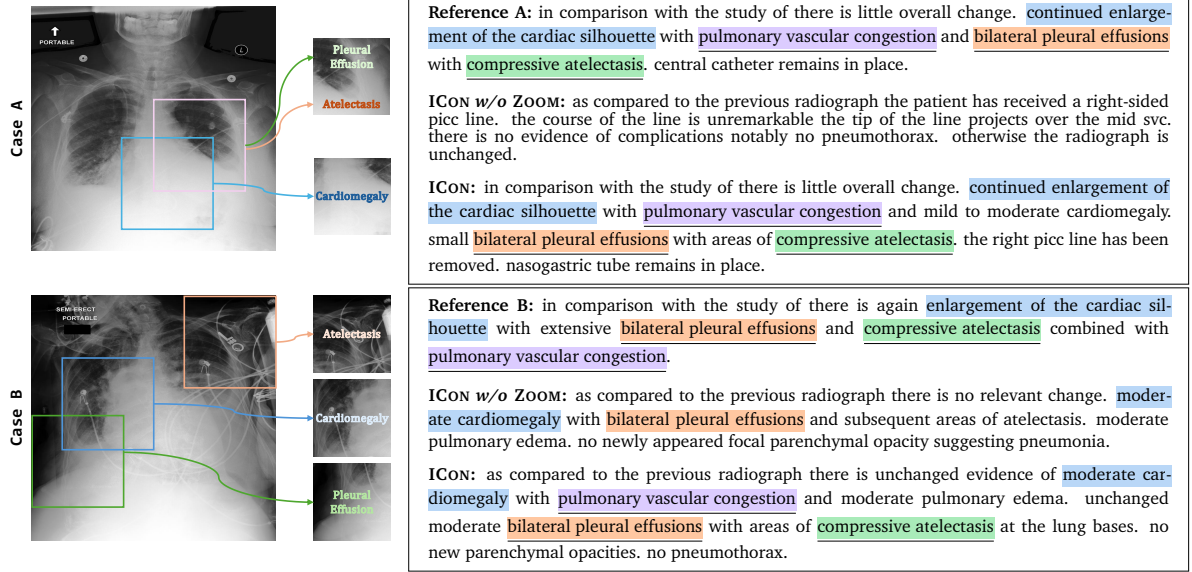 Case A
PORTABLE
L
Pleural
Effusion
Atelectasis
Cardiomegaly
Reference A: in comparison with the study of there is little overall change. continued enlarge-
ment of the cardiac silhouette with pulmonary vascular congestion and bilateral pleural effusions
with compressive atelectasis. central catheter remains in place.
ICON w/o ZOOM: as compared to the previous radiograph the patient has received a right-sided
picc line. the course of the line is unremarkable the tip of the line projects over the mid svc.
there is no evidence of complications notably no pneumothorax. otherwise the radiograph is
unchanged.
ICON: in comparison with the study of there is little overall change. continued enlargement of
the cardiac silhouette with pulmonary vascular congestion and mild to moderate cardiomegaly.
small bilateral pleural effusions with areas of compressive atelectasis. the right picc line has been
removed. nasogastric tube remains in place.
Case B
SEMI-ERECT
PORTABLE
Atelectasis
Cardiomegaly
Pleural
Effusion
Reference B: in comparison with the study of there is again enlargement of the cardiac sil-
houette with extensive bilateral pleural effusions and compressive atelectasis combined with
pulmonary vascular congestion.
ICON w/o ZOOM: as compared to the previous radiograph there is no relevant change. moder-
ate cardiomegaly with bilateral pleural effusions and subsequent areas of atelectasis. moderate
pulmonary edema. no newly appeared focal parenchymal opacity suggesting pneumonia.
ICON: as compared to the previous radiograph there is unchanged evidence of moderate car-
diomegaly with pulmonary vascular congestion and moderate pulmonary edema. unchanged
moderate bilateral pleural effusions with areas of compressive atelectasis at the lung bases. no
new parenchymal opacities. no pneumothorax.